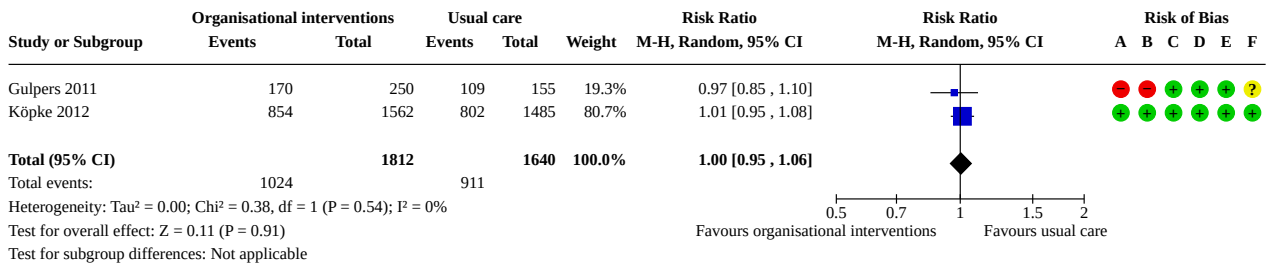 Organisational interventions Usual care Risk Ratio Risk Ratio Risk of Bias
Study or Subgroup Events Total Events Total Weight M-H, Random, 95% CI M-H, Random, 95% CI A B C D E F
Gulpers 2011 170 250 109 155 19.3% 0.97 [0.85 , 1.10] − − + + + ?
Köpke 2012 854 1562 802 1485 80.7% 1.01 [0.95 , 1.08] + + + + + +
Total (95% CI) 1812 1640 100.0% 1.00 [0.95 , 1.06]
Total events: 1024 911
Heterogeneity: Tau² = 0.00; Chi² = 0.38, df = 1 (P = 0.54); I² = 0%
0.5 0.7 1 1.5 2
Test for overall effect: Z = 0.11 (P = 0.91) Favours organisational interventions Favours usual care
Test for subgroup differences: Not applicable